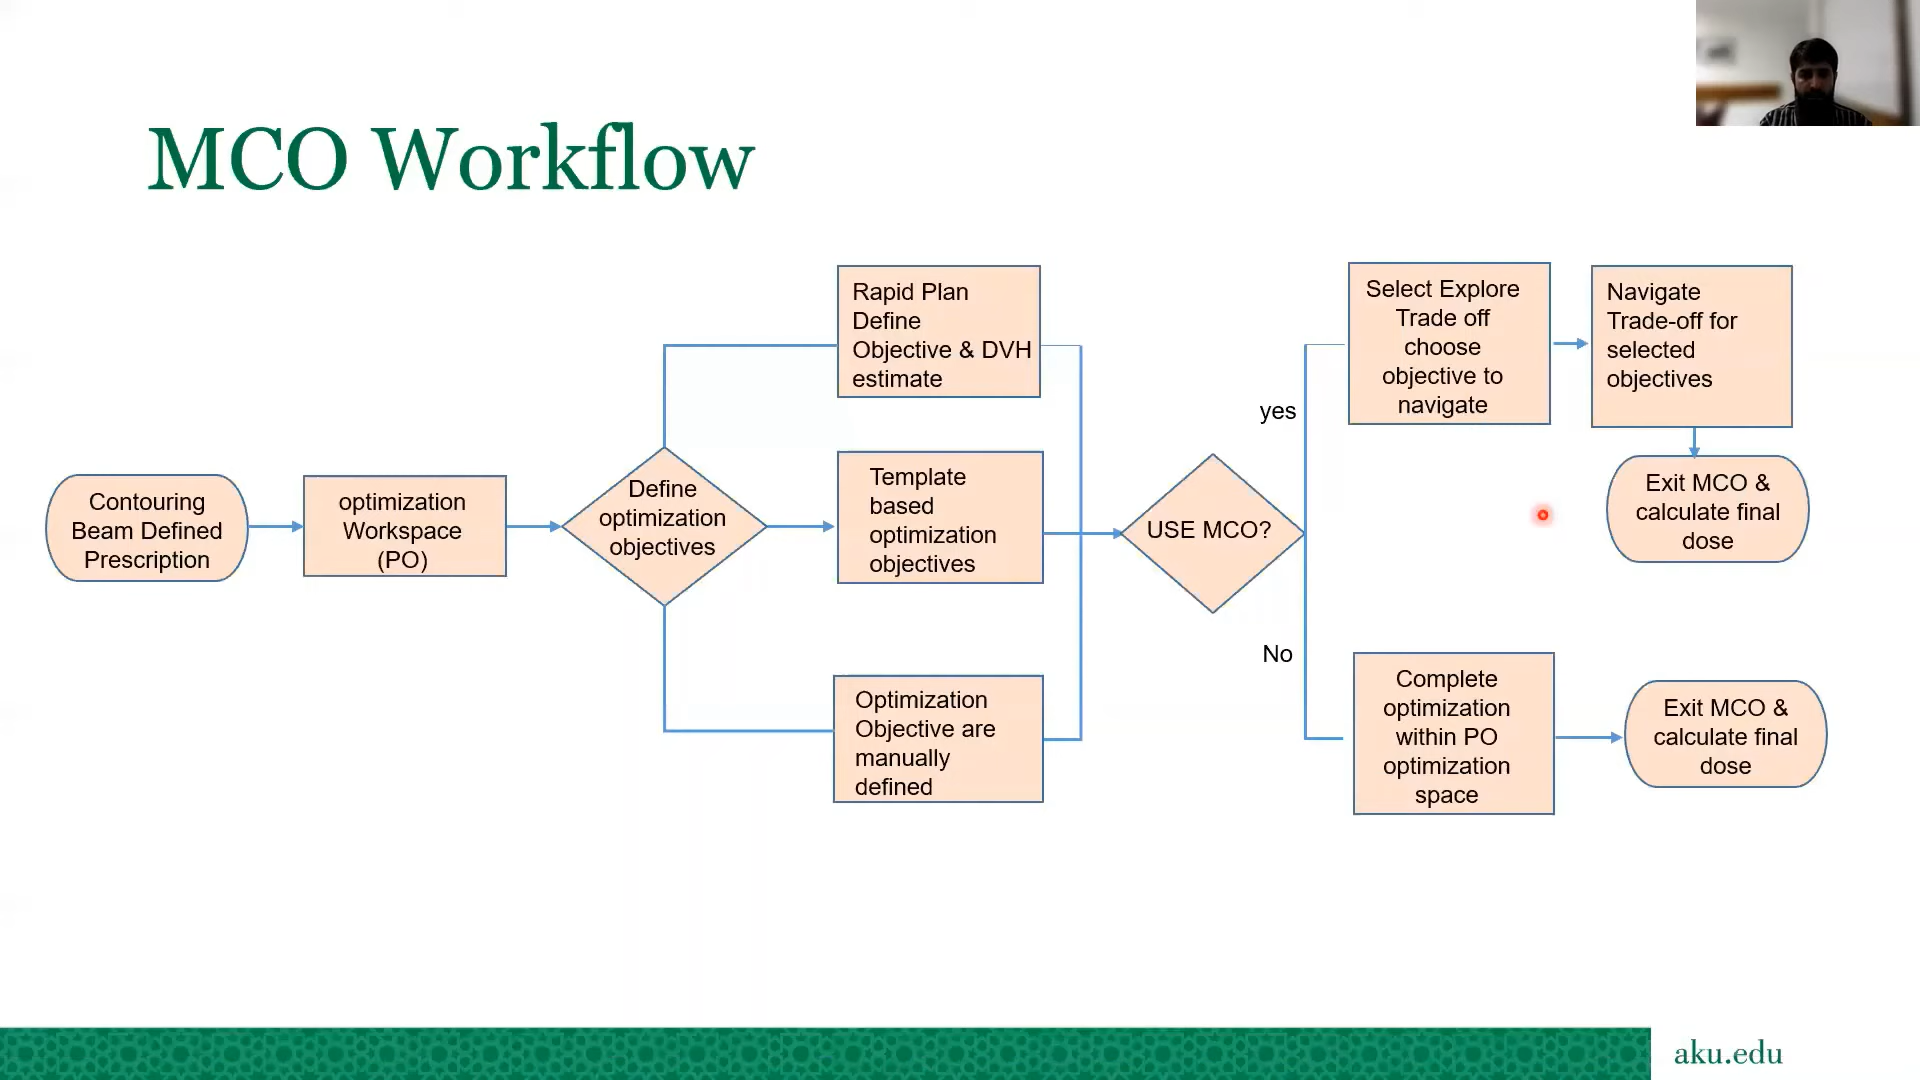 MCO Workflow
Contouring
Beam Defined
Prescription
optimization
Workspace
(PO)
Define
optimization
objectives
Rapid Plan
Define
Objective & DVH
estimate
Template
based
optimization
objectives
Optimization
Objective are
manually
defined
USE MCO?
yes
No
Select Explore
Trade off
choose
objective to
navigate
Navigate
Trade-off for
selected
objectives
Exit MCO &
calculate final
dose
Complete
optimization
within PO
optimization
space
Exit MCO &
calculate final
dose
aku.edu